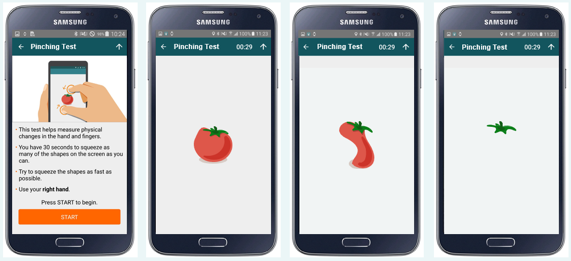 SAMSUNG
10:24
Pinching Test
· This test helps measure physical
changes in the hand and fingers.
· You have 30 seconds to squeeze as
many of the shapes on the screen as you
can.
· Try to squeeze the shapes as fast as
possible.
· Use your right hand.
Press START to begin.
START
SAMSUNG
100% 11:22
Pinching Test 00:29
SAMSUNG
100% 11:22
Pinching Test 00:29
SAMSUNG
100% 11:22
Pinching Test 00:29